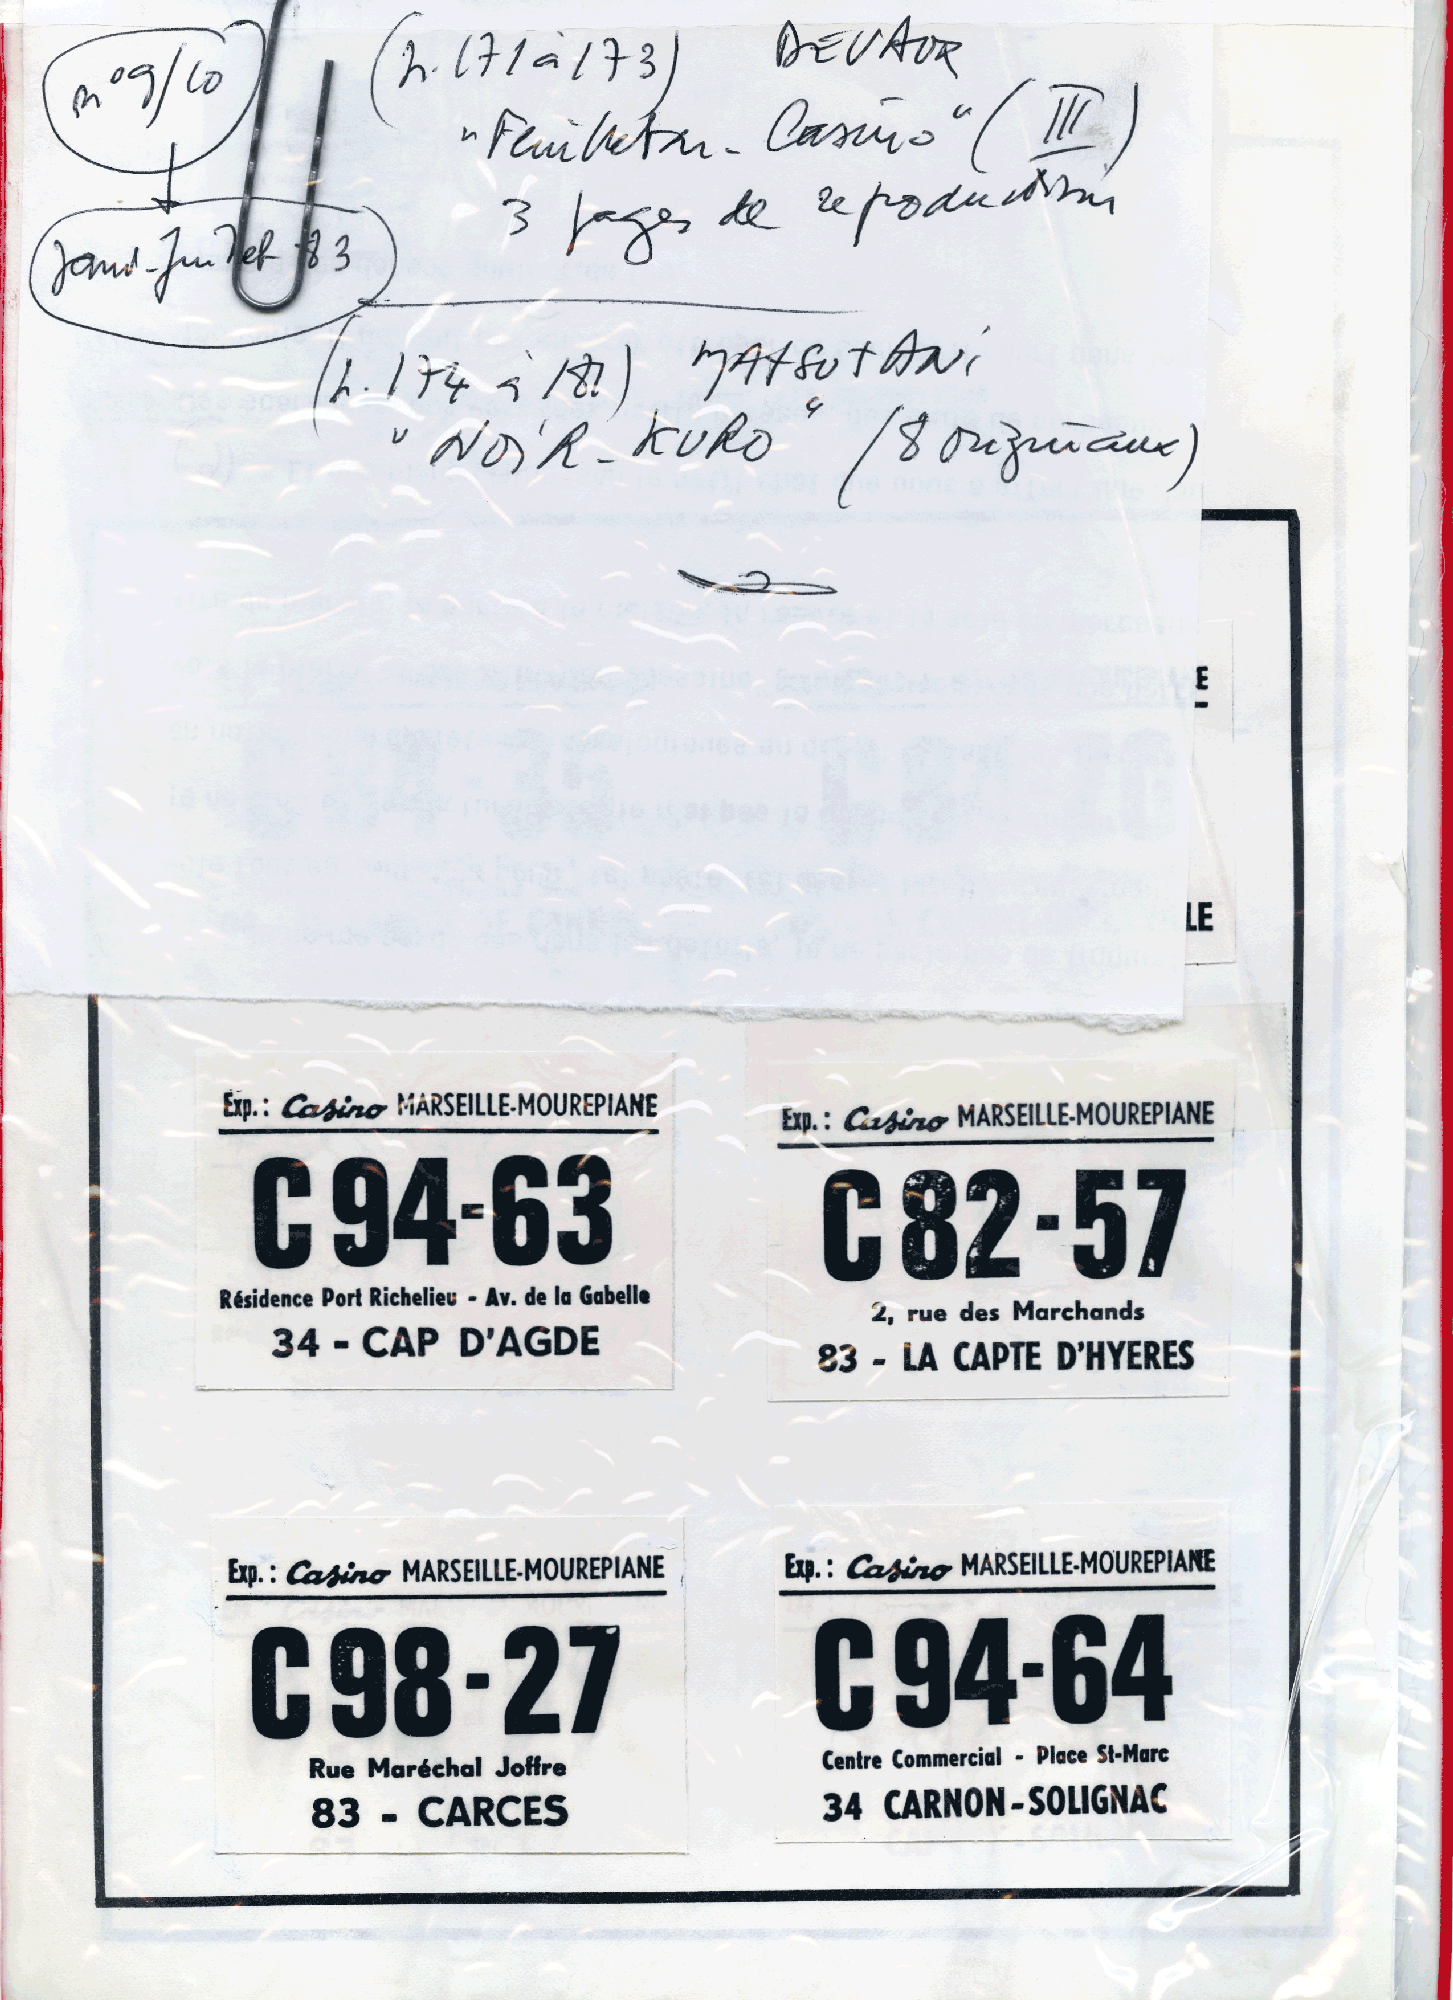 n° 9/10
Janv-Juillet 83
(p. 171 à 173) DEVAUX
"Feuilleton-Casino" (III)
3 pages de reproduction
(p. 174 à 181) MATSUTANI
"NOIR-KURO" (8 originaux)
E
LE
Exp.: Casino MARSEILLE-MOUREPIANE
C 94-63
Résidence Port Richelieu - Av. de la Gabelle
34 - CAP D'AGDE
Exp.: Casino MARSEILLE-MOUREPIANE
C 82-57
2, rue des Marchands
83 - LA CAPTE D'HYERES
Exp.: Casino MARSEILLE-MOUREPIANE
C 98-27
Rue Maréchal Joffre
83 - CARCES
Exp.: Casino MARSEILLE-MOUREPIANE
C 94-64
Centre Commercial - Place St-Marc
34 CARNON-SOLIGNAC